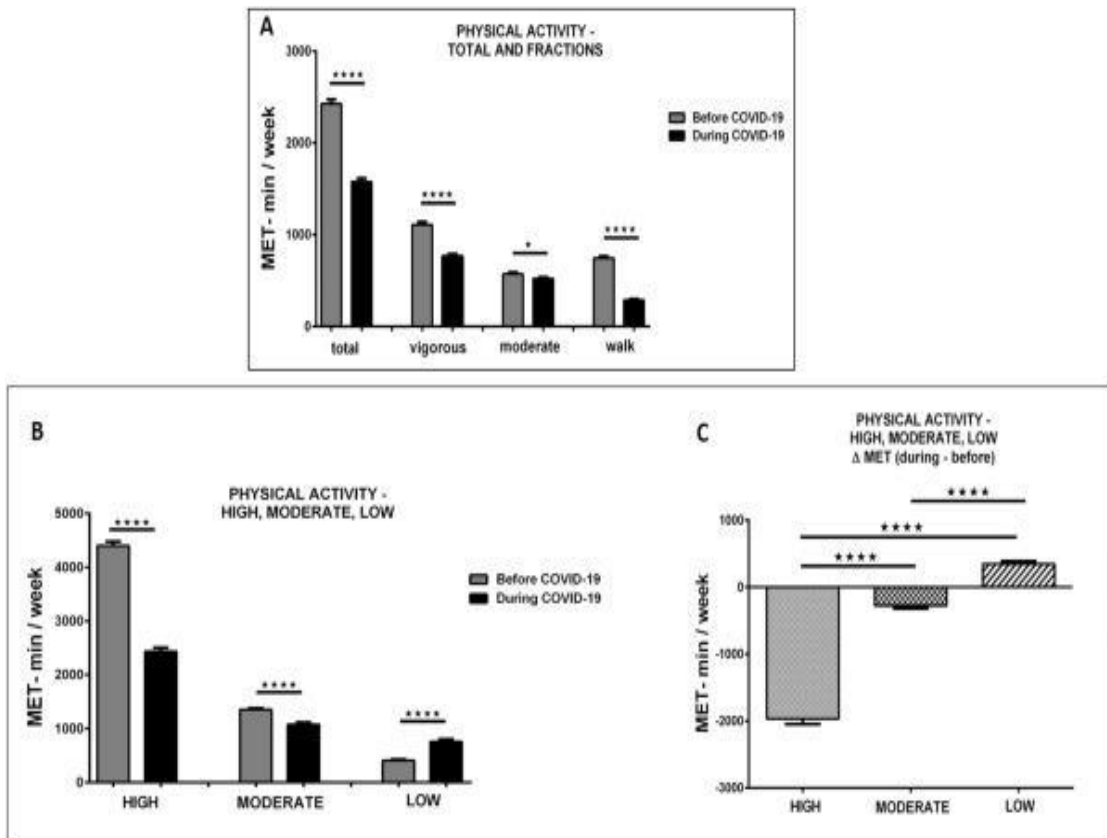 A
PHYSICAL ACTIVITY -
TOTAL AND FRACTIONS
3000
2000
1000
0
MET- min / week
****
****
*
****
Before COVID-19
During COVID-19
total vigorous moderate walk
B
PHYSICAL ACTIVITY -
HIGH, MODERATE, LOW
5000
4000
3000
2000
1000
0
MET- min / week
****
****
****
Before COVID-19
During COVID-19
HIGH MODERATE LOW
C
PHYSICAL ACTIVITY -
HIGH, MODERATE, LOW
Δ MET (during - before)
1000
0
-1000
-2000
-3000
MET- min / week
****
****
****
HIGH MODERATE LOW